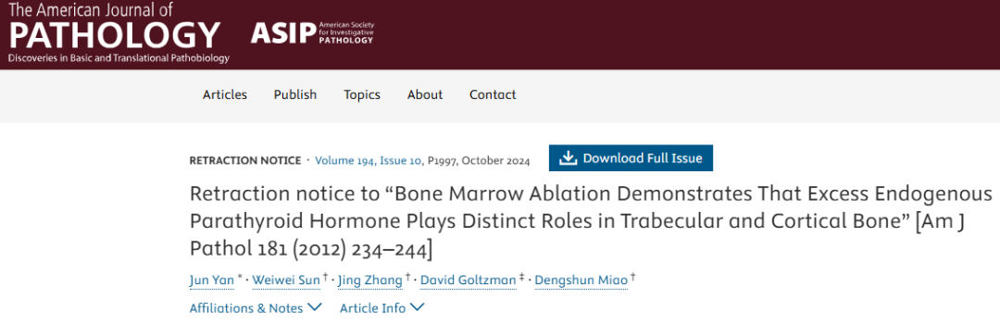 The American Journal of
PATHOLOGY
Discoveries in Basic and Translational Pathobiology
ASIP American Society
for Investigative
PATHOLOGY
Articles Publish Topics About Contact
RETRACTION NOTICE · Volume 194, Issue 10, P1997, October 2024 Download Full Issue
Retraction notice to “Bone Marrow Ablation Demonstrates That Excess Endogenous
Parathyroid Hormone Plays Distinct Roles in Trabecular and Cortical Bone” [Am J
Pathol 181 (2012) 234–244]
Jun Yan * · Weiwei Sun † · Jing Zhang † · David Goltzman ‡ · Dengshun Miao †
Affiliations & Notes Article Info